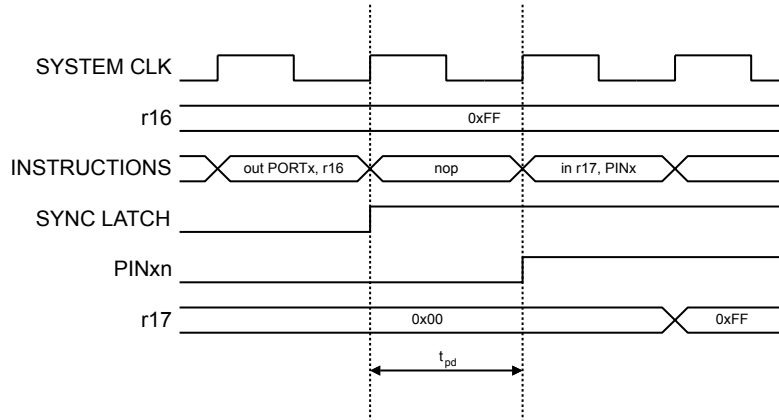 SYSTEM CLK
r16
0xFF
INSTRUCTIONS
out PORTx, r16
nop
in r17, PINx
SYNC LATCH
PINxn
r17
0x00
0xFF
tpd